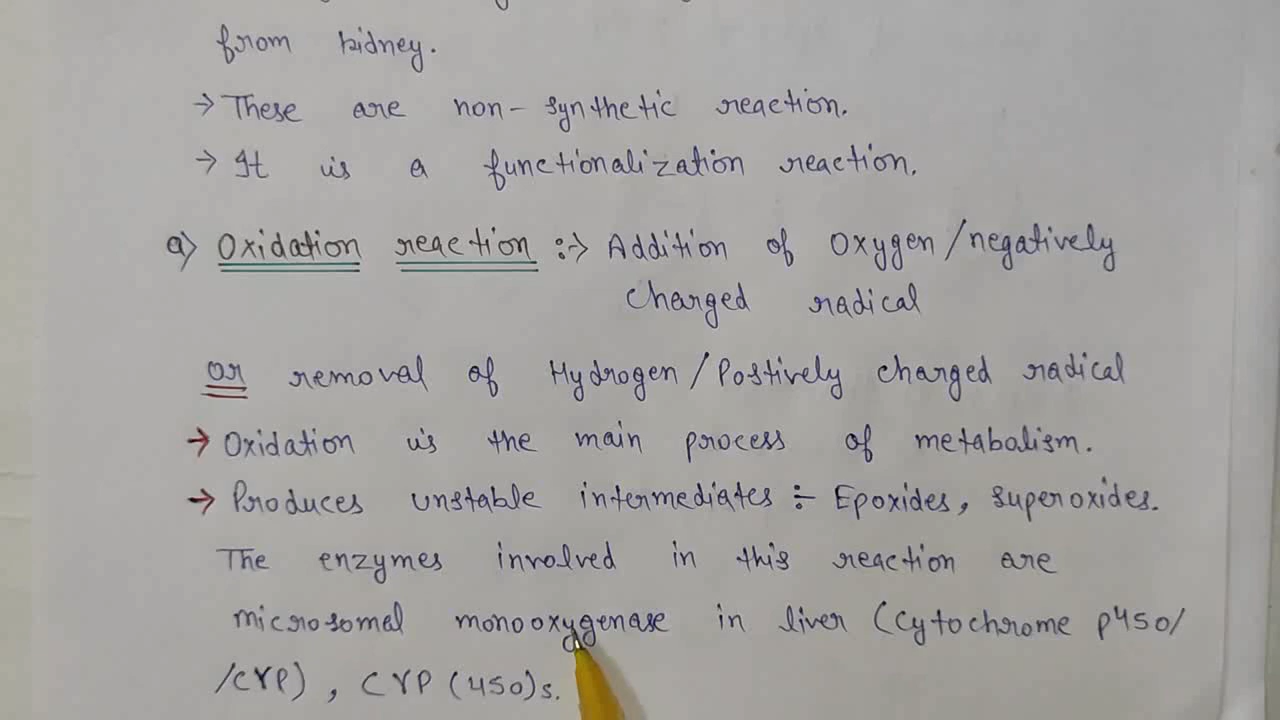 from kidney.
→ These are non-synthetic reaction.
→ It is a functionalization reaction.
a) Oxidation reaction :→ Addition of Oxygen/negatively
charged radical
or removal of Hydrogen/Postively charged radical
→ Oxidation is the main process of metabolism.
→ Produces unstable intermediates ÷ Epoxides, Superoxides.
The enzymes involved in this reaction are
microsomal monooxygenase in liver (Cytochrome P450/
/CYP), CYP (450)s.